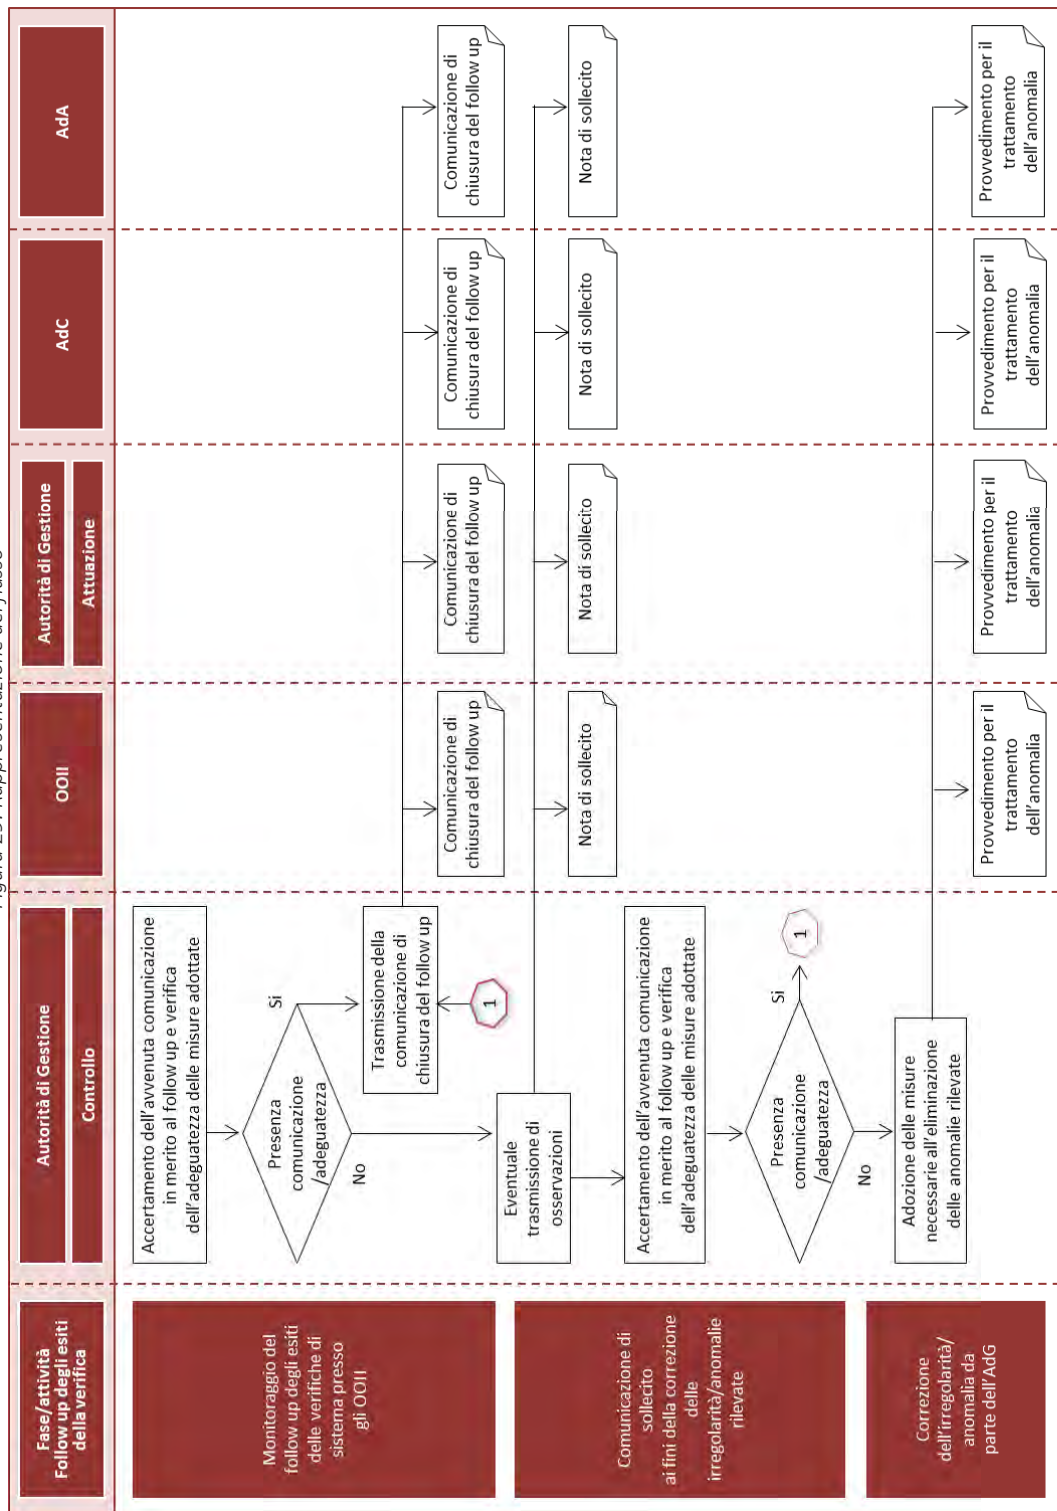 Fase/attività
Follow up degli esiti
della verifica
Autorità di Gestione
Controllo
OOII
Autorità di Gestione
Attuazione
AdC
AdA
Monitoraggio del
follow up degli esiti
delle verifiche di
sistema presso
gli OOII
Accertamento dell'avvenuta comunicazione
in merito al follow up e verifica
dell'adeguatezza delle misure adottate
Presenza
comunicazione
/adeguatezza
Si
No
Trasmissione della
comunicazione di
chiusura del follow up
1
Comunicazione di
chiusura del follow up
Comunicazione di
chiusura del follow up
Comunicazione di
chiusura del follow up
Comunicazione di
chiusura del follow up
Comunicazione di
sollecito
ai fini della correzione
delle
irregolarità/anomalie
rilevate
Eventuale
trasmissione di
osservazioni
Nota di sollecito
Nota di sollecito
Nota di sollecito
Nota di sollecito
Accertamento dell'avvenuta comunicazione
in merito al follow up e verifica
dell'adeguatezza delle misure adottate
Presenza
comunicazione
/adeguatezza
Si
1
No
Correzione
dell'irregolarità/
anomalia da
parte dell'AdG
Adozione delle misure
necessarie all'eliminazione
delle anomalie rilevate
Provvedimento per il
trattamento
dell'anomalia
Provvedimento per il
trattamento
dell'anomalia
Provvedimento per il
trattamento
dell'anomalia
Provvedimento per il
trattamento
dell'anomalia